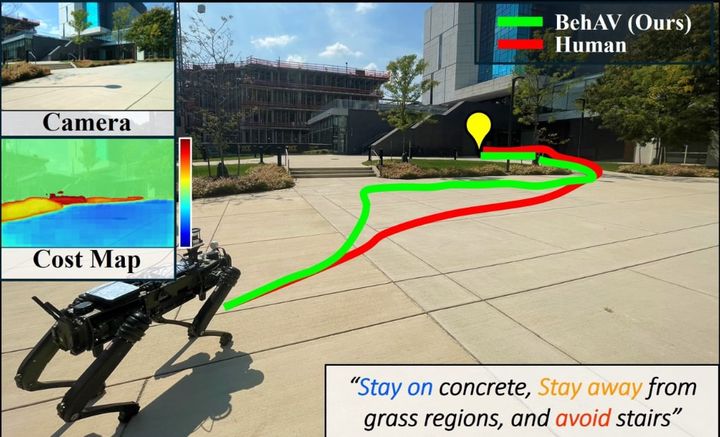 BehAV (Ours)
Human
Camera
Cost Map
“Stay on concrete, Stay away from
grass regions, and avoid stairs”